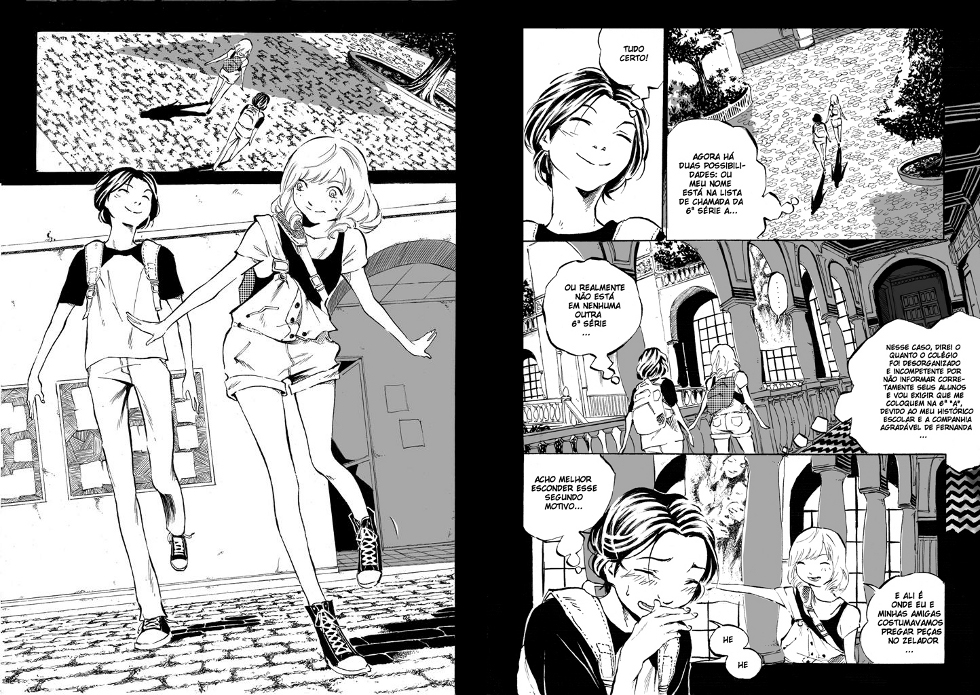 TUDO
CERTO!
AGORA HÁ
DUAS POSSIBILI-
DADES: OU
MEU NOME
ESTÁ NA LISTA
DE CHAMADA DA
6ª SÉRIE A...
OU REALMENTE
NÃO ESTÁ
EM NENHUMA
OUTRA
6ª SÉRIE
...
......
...
NESSE CASO, DIREI O
QUANTO O COLÉGIO
FOI DESORGANIZADO
E INCOMPETENTE POR
NÃO INFORMAR CORRE-
TAMENTE SEUS ALUNOS
E VOU EXIGIR QUE ME
COLOQUEM NA 6ª "A",
DEVIDO AO MEU HISTÓRICO
ESCOLAR E A COMPANHIA
AGRADÁVEL DE FERNANDA
...
ACHO MELHOR
ESCONDER ESSE
SEGUNDO
MOTIVO...
HE
HE
E ALI É
ONDE EU E
MINHAS AMIGAS
COSTUMAVAMOS
PREGAR PEÇAS
NO ZELADOR
...